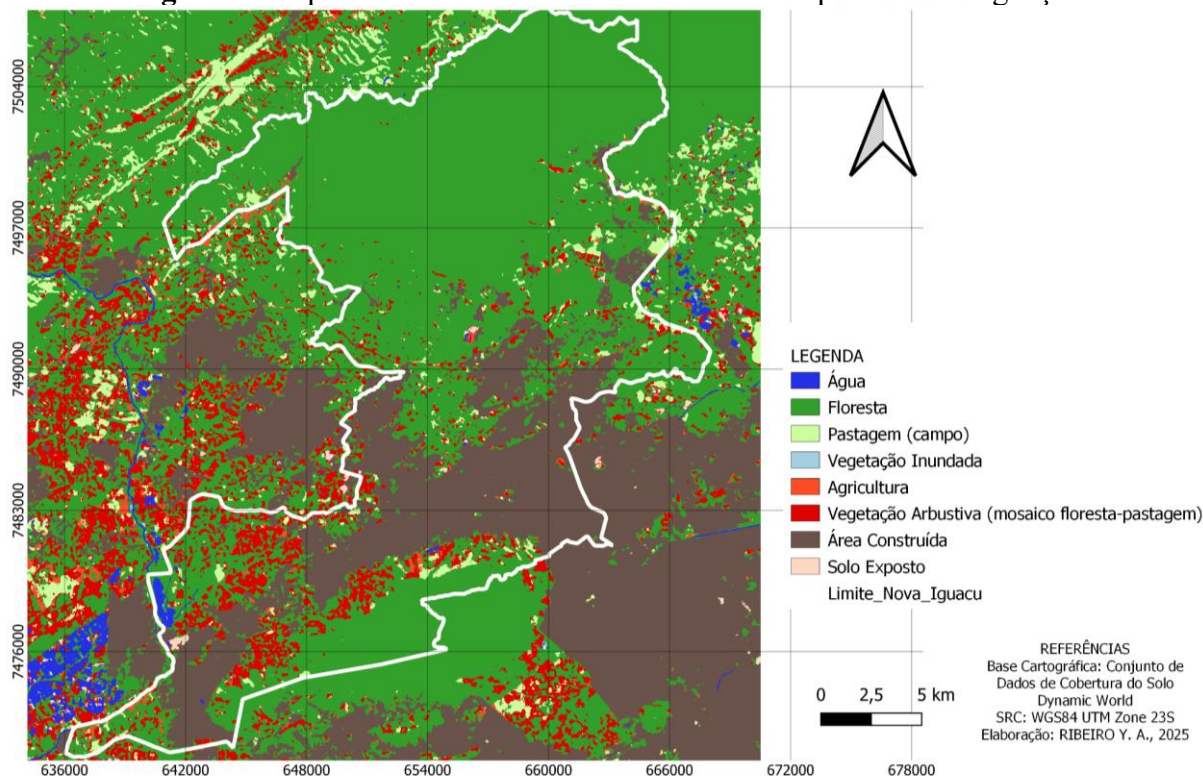 7504000
7497000
7490000
7483000
7476000
636000
642000
648000
654000
660000
666000
672000
678000
LEGENDA
Água
Floresta
Pastagem (campo)
Vegetação Inundada
Agricultura
Vegetação Arbustiva (mosaico floresta-pastagem)
Área Construída
Solo Exposto
Limite_Nova_Iguacu
0 2,5 5 km
REFERÊNCIAS
Base Cartográfica: Conjunto de
Dados de Cobertura do Solo
Dynamic World
SRC: WGS84 UTM Zone 23S
Elaboração: RIBEIRO Y. A., 2025